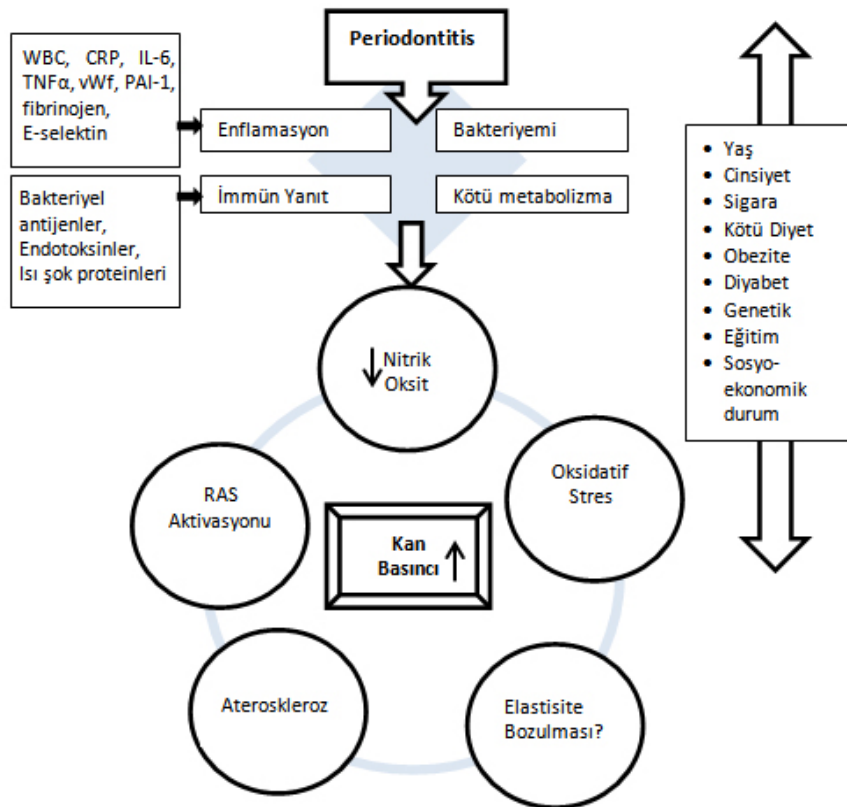 Periodontitis
WBC, CRP, IL-6,
TNFα, vWf, PAI-1,
fibrinojen,
E-selektin
Enflamasyon
Bakteriyemi
Bakteriyel
antijenler,
Endotoksinler,
Isı şok proteinleri
İmmün Yanıt
Kötü metabolizma
• Yaş
• Cinsiyet
• Sigara
• Kötü Diyet
• Obezite
• Diyabet
• Genetik
• Eğitim
• Sosyo-
ekonomik
durum
↓ Nitrik
Oksit
RAS
Aktivasyonu
Oksidatif
Stres
Kan
Basıncı ↑
Ateroskleroz
Elastisite
Bozulması?